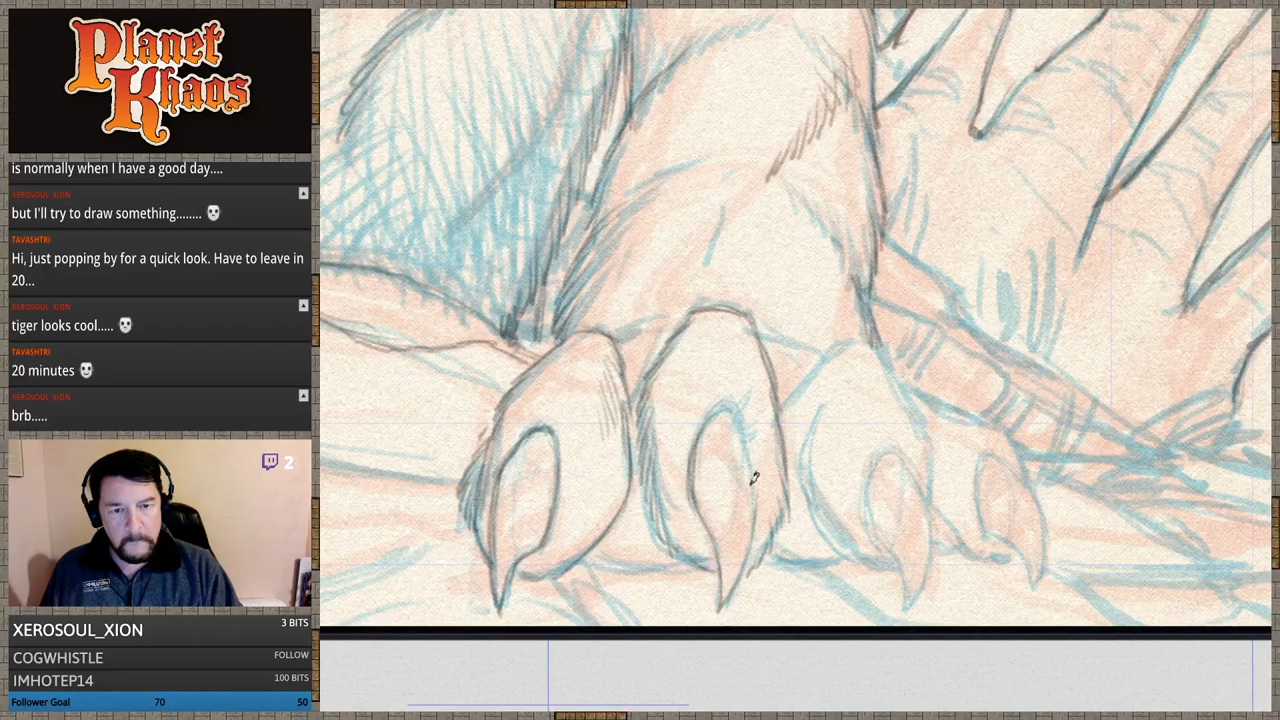 Planet
Khaos
is normally when I have a good day....
XEROSOUL_XION
but I'll try to draw something........
TAVASHTRI
Hi, just popping by for a quick look. Have to leave in
20...
XEROSOUL_XION
tiger looks cool.....
TAVASHTRI
20 minutes
XEROSOUL_XION
brb.....
2
XEROSOUL_XION 3 BITS
COGWHISTLE FOLLOW
IMHOTEP14 100 BITS
Follower Goal 70 50